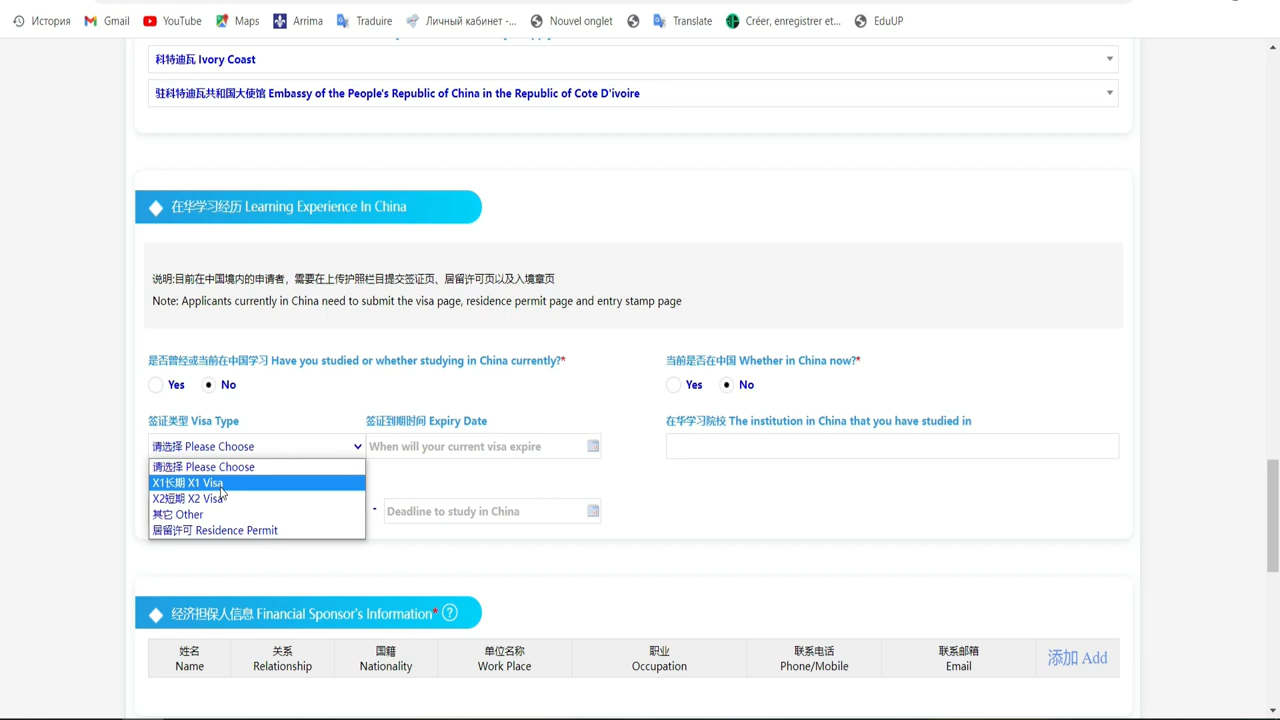 История Gmail YouTube Maps Arrima Traduire Личный кабинет -... Nouvel onglet Translate Créer, enregistrer et... EduUP
科特迪瓦 Ivory Coast
驻科特迪瓦共和国大使馆 Embassy of the People's Republic of China in the Republic of Cote D'ivoire
在华学习经历 Learning Experience In China
说明:目前在中国境内的申请者，需要在上传护照栏目提交签证页、居留许可页以及入境章页
Note: Applicants currently in China need to submit the visa page, residence permit page and entry stamp page
是否曾经或当前在中国学习 Have you studied or whether studying in China currently?* 当前是否在中国 Whether in China now?*
Yes No Yes No
签证类型 Visa Type 签证到期时间 Expiry Date 在华学习院校 The institution in China that you have studied in
请选择 Please Choose When will your current visa expire
请选择 Please Choose
X1长期 X1 Visa
X2短期 X2 Visa
其它 Other
- Deadline to study in China
居留许可 Residence Permit
经济担保人信息 Financial Sponsor's Information* ?
姓名 关系 国籍 单位名称 职业 联系电话 联系邮箱
添加 Add
Name Relationship Nationality Work Place Occupation Phone/Mobile Email